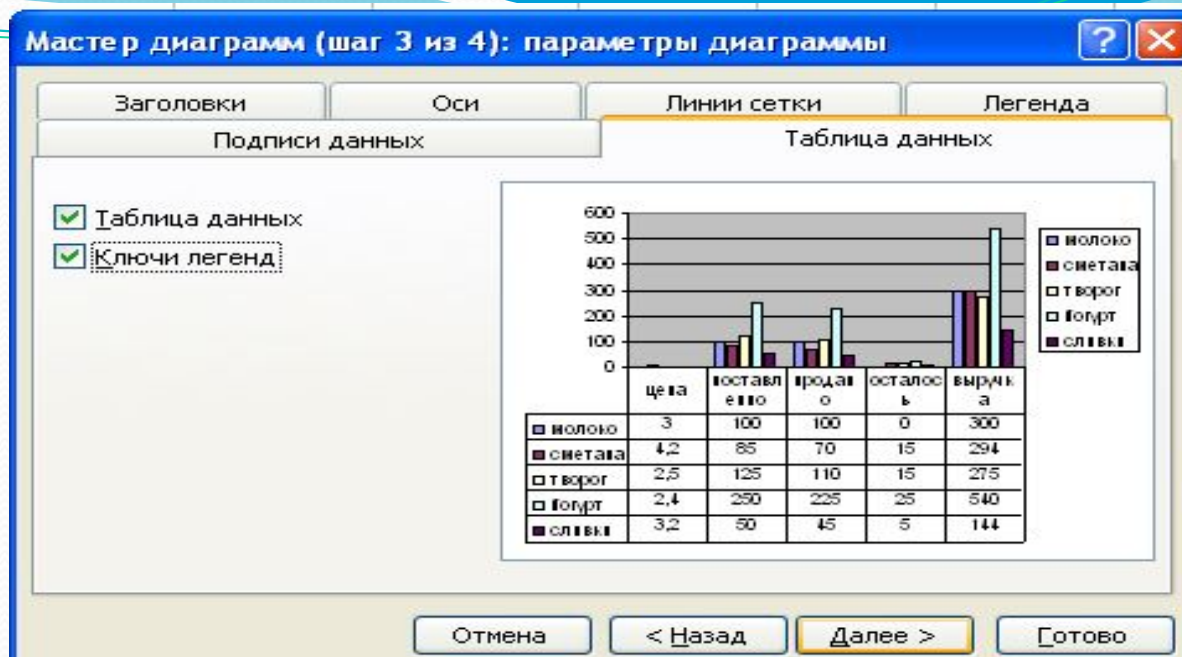 Мастер диаграмм (шаг 3 из 4): параметры диаграммы
Заголовки Оси Линии сетки Легенда
Подписи данных Таблица данных
Таблица данных
Ключи легенд
600
500
400
300
200
100
0
молоко
сметана
творог
йогурт
сливки
цена поставлено продано осталось выручка
молоко 3 100 100 0 300
сметана 4,2 85 70 15 294
творог 2,5 125 110 15 275
йогурт 2,4 250 225 25 540
сливки 3,2 50 45 5 144
Отмена < Назад Далее > Готово